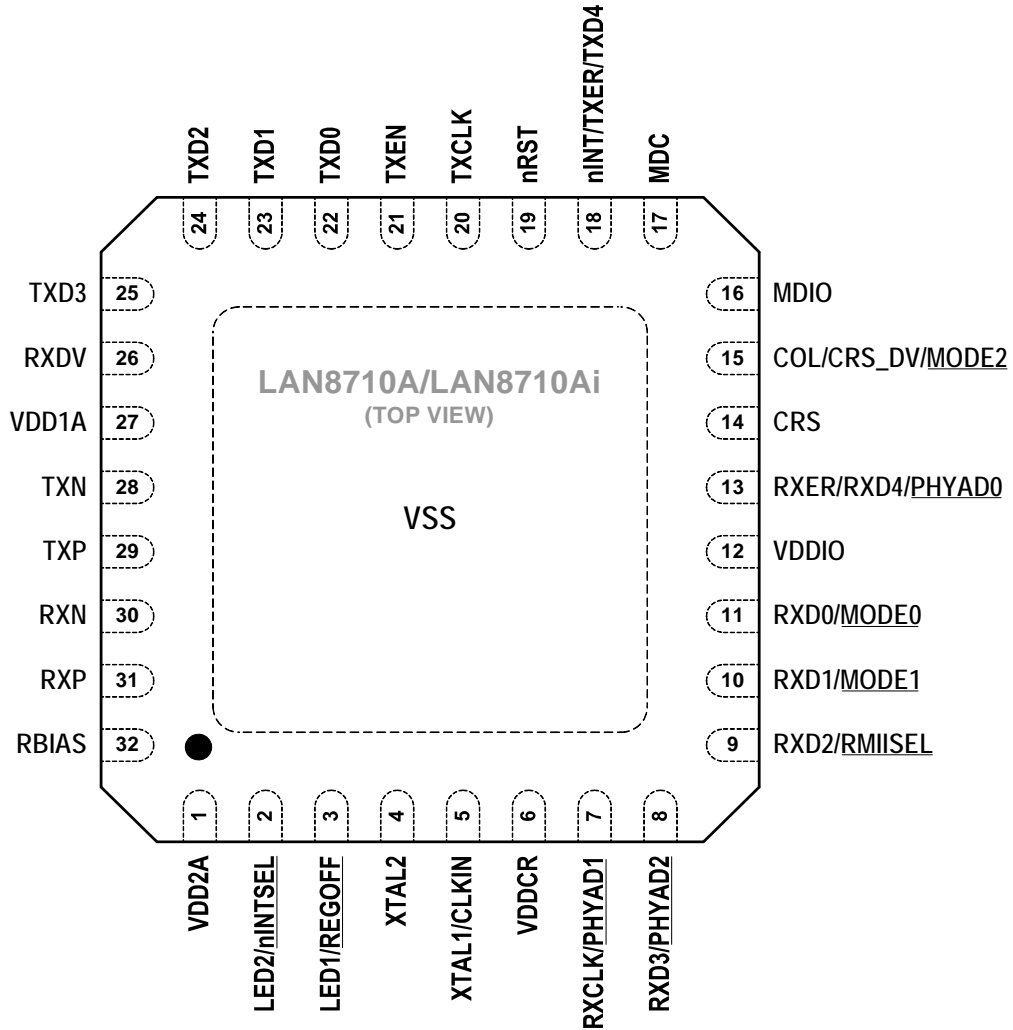 TXD2
TXD1
TXD0
TXEN
TXCLK
nRST
nINT/TXER/TXD4
MDC
24
23
22
21
20
19
18
17
TXD3 25
RXDV 26
VDD1A 27
TXN 28
TXP 29
RXN 30
RXP 31
RBIAS 32
LAN8710A/LAN8710Ai
(TOP VIEW)
VSS
16 MDIO
15 COL/CRS_DV/MODE2
14 CRS
13 RXER/RXD4/PHYAD0
12 VDDIO
11 RXD0/MODE0
10 RXD1/MODE1
9 RXD2/RMIISEL
1
2
3
4
5
6
7
8
VDD2A
LED2/nINTSEL
LED1/REGOFF
XTAL2
XTAL1/CLKIN
VDDCR
RXCLK/PHYAD1
RXD3/PHYAD2